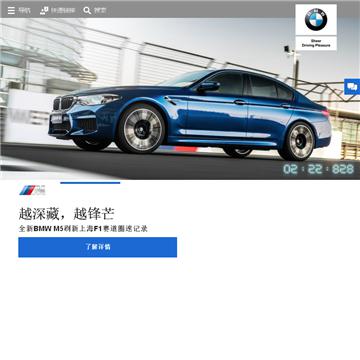 导航 快速链接 搜索
Sheer
Driving Pleasure
02:22:828
越深藏，越锋芒
全新BMW M5刷新上海F1赛道圈速记录
了解详情